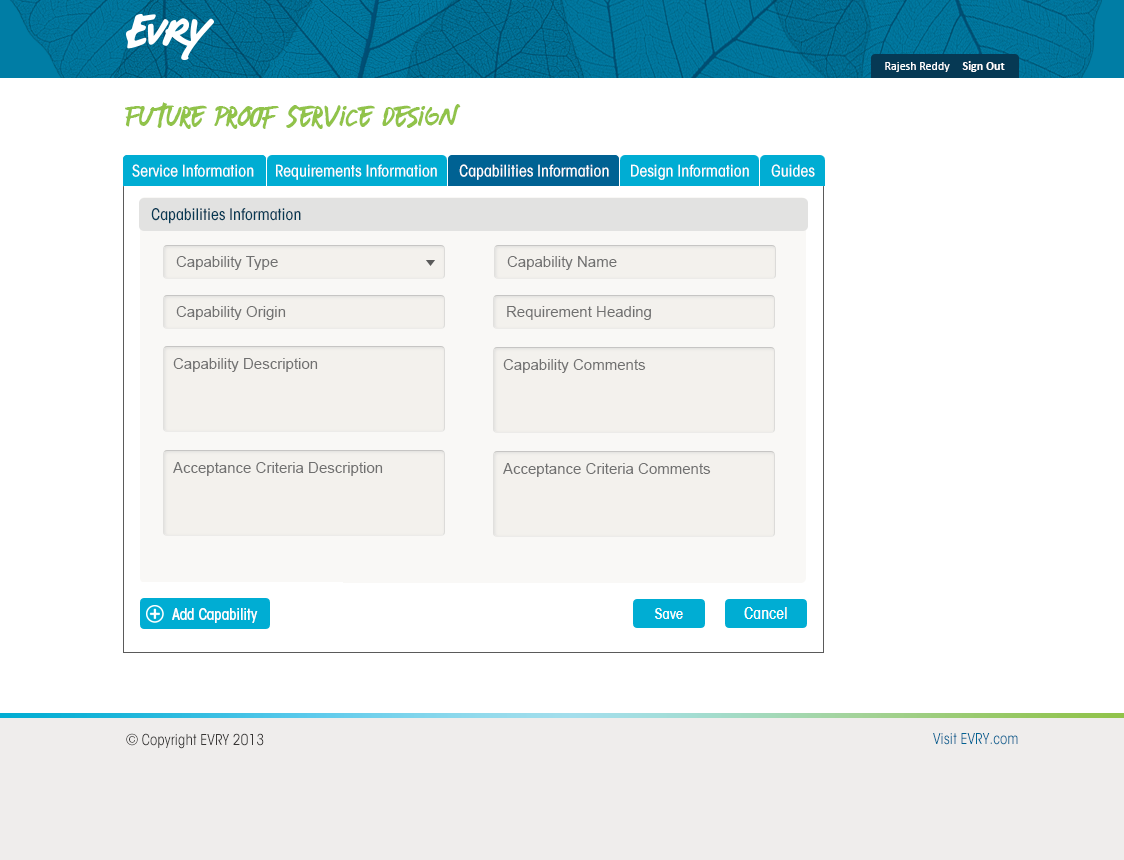 EVRY
Rajesh Reddy Sign Out
FUTURE PROOF SERVICE DESIGN
Service Information Requirements Information Capabilities Information Design Information Guides
Capabilities Information
Capability Type Capability Name
Capability Origin Requirement Heading
Capability Description Capability Comments
Acceptance Criteria Description Acceptance Criteria Comments
Add Capability Save Cancel
© Copyright EVRY 2013 Visit EVRY.com